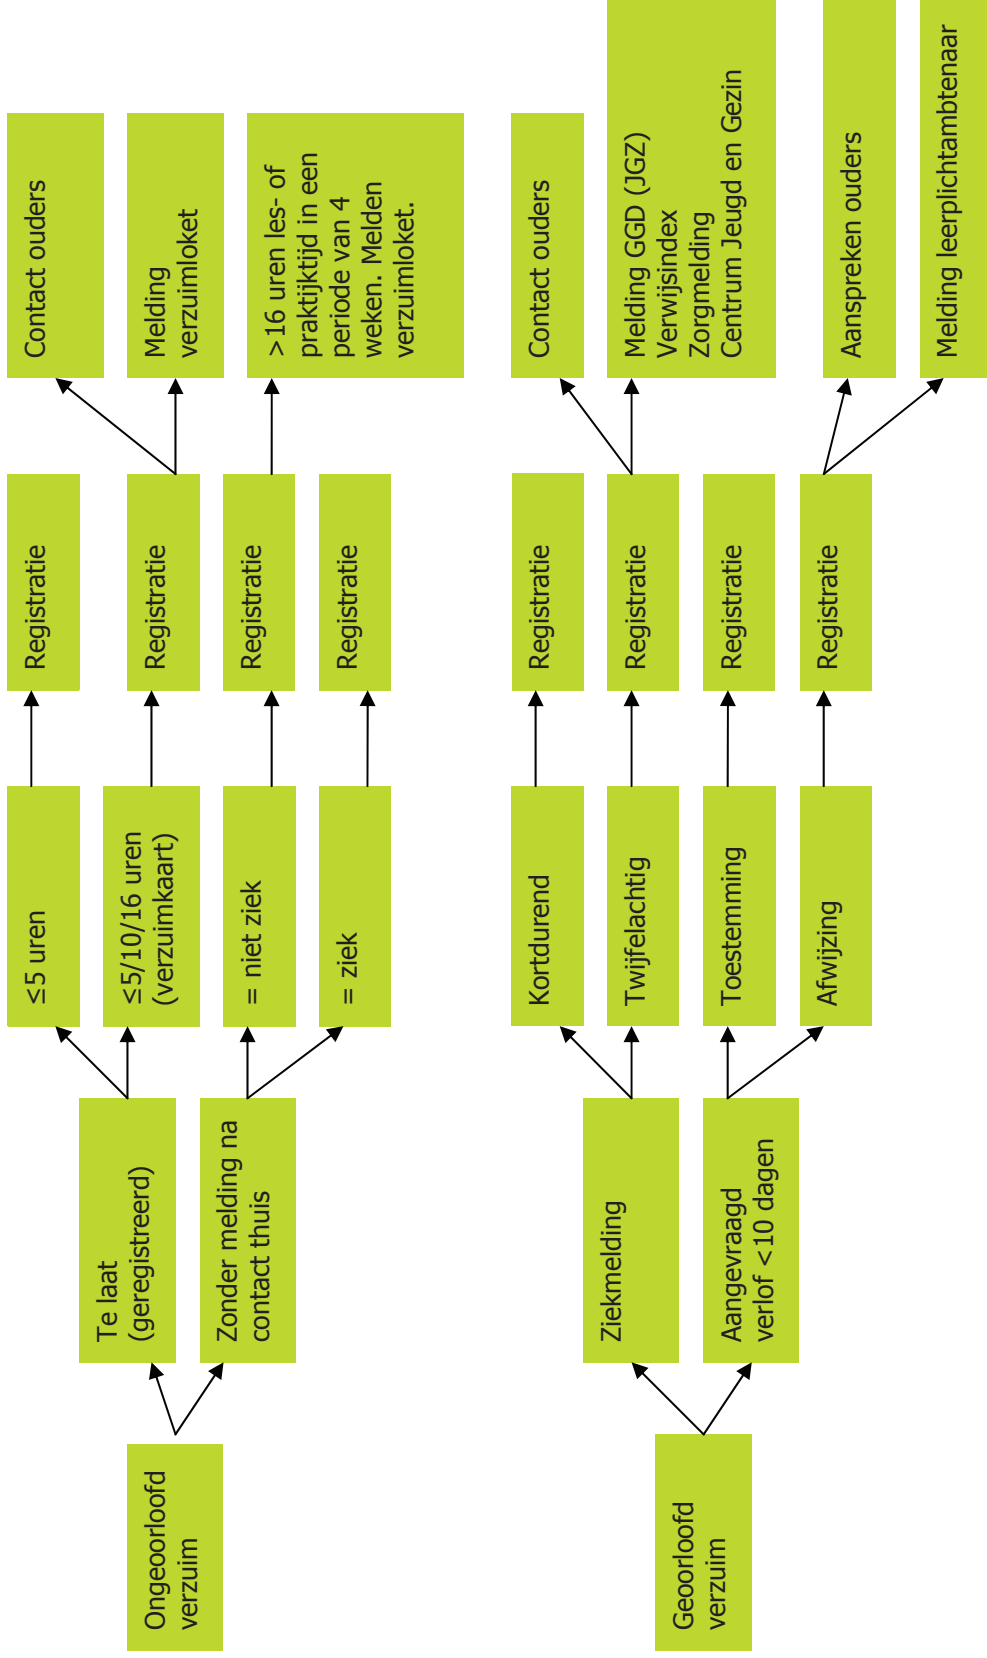 Ongeoorloofd
verzuim
Te laat
(geregistreerd)
Zonder melding na
contact thuis
≤5 uren
≤5/10/16 uren
(verzuimkaart)
= niet ziek
= ziek
Registratie
Registratie
Registratie
Registratie
Contact ouders
Melding
verzuimloket
>16 uren les- of
praktijktijd in een
periode van 4
weken. Melden
verzuimloket.
Geoorloofd
verzuim
Ziekmelding
Aangevraagd
verlof <10 dagen
Kortdurend
Twijfelachtig
Toestemming
Afwijzing
Registratie
Registratie
Registratie
Registratie
Contact ouders
Melding GGD (JGZ)
Verwijsindex
Zorgmelding
Centrum Jeugd en Gezin
Aanspreken ouders
Melding leerplichtambtenaar